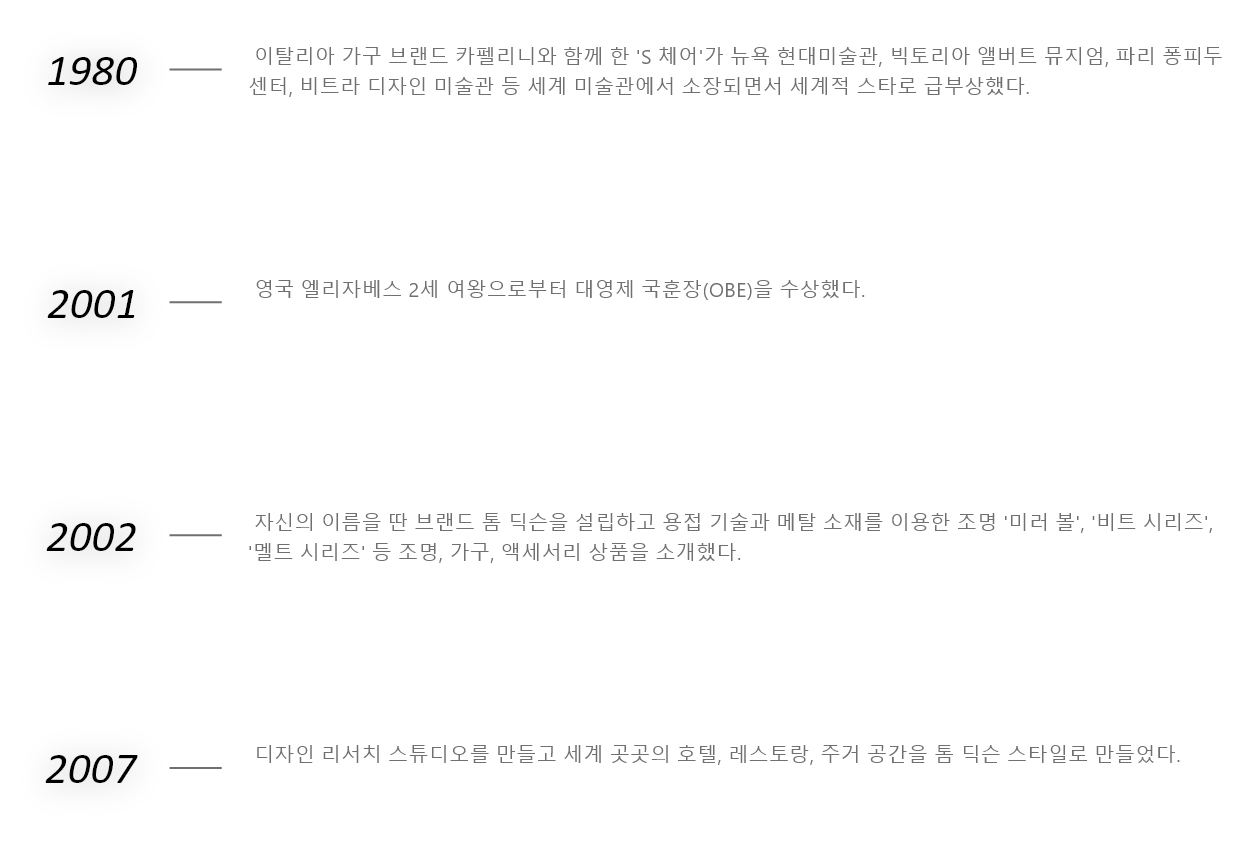 1980
이탈리아 가구 브랜드 카펠리니와 함께 한 'S 체어'가 뉴욕 현대미술관, 빅토리아 앨버트 뮤지엄, 파리 퐁피두
센터, 비트라 디자인 미술관 등 세계 미술관에서 소장되면서 세계적 스타로 급부상했다.
2001
영국 엘리자베스 2세 여왕으로부터 대영제 국훈장(OBE)을 수상했다.
2002
자신의 이름을 딴 브랜드 톰 딕슨을 설립하고 용접 기술과 메탈 소재를 이용한 조명 '미러 볼', '비트 시리즈',
'멜트 시리즈' 등 조명, 가구, 액세서리 상품을 소개했다.
2007
디자인 리서치 스튜디오를 만들고 세계 곳곳의 호텔, 레스토랑, 주거 공간을 톰 딕슨 스타일로 만들었다.